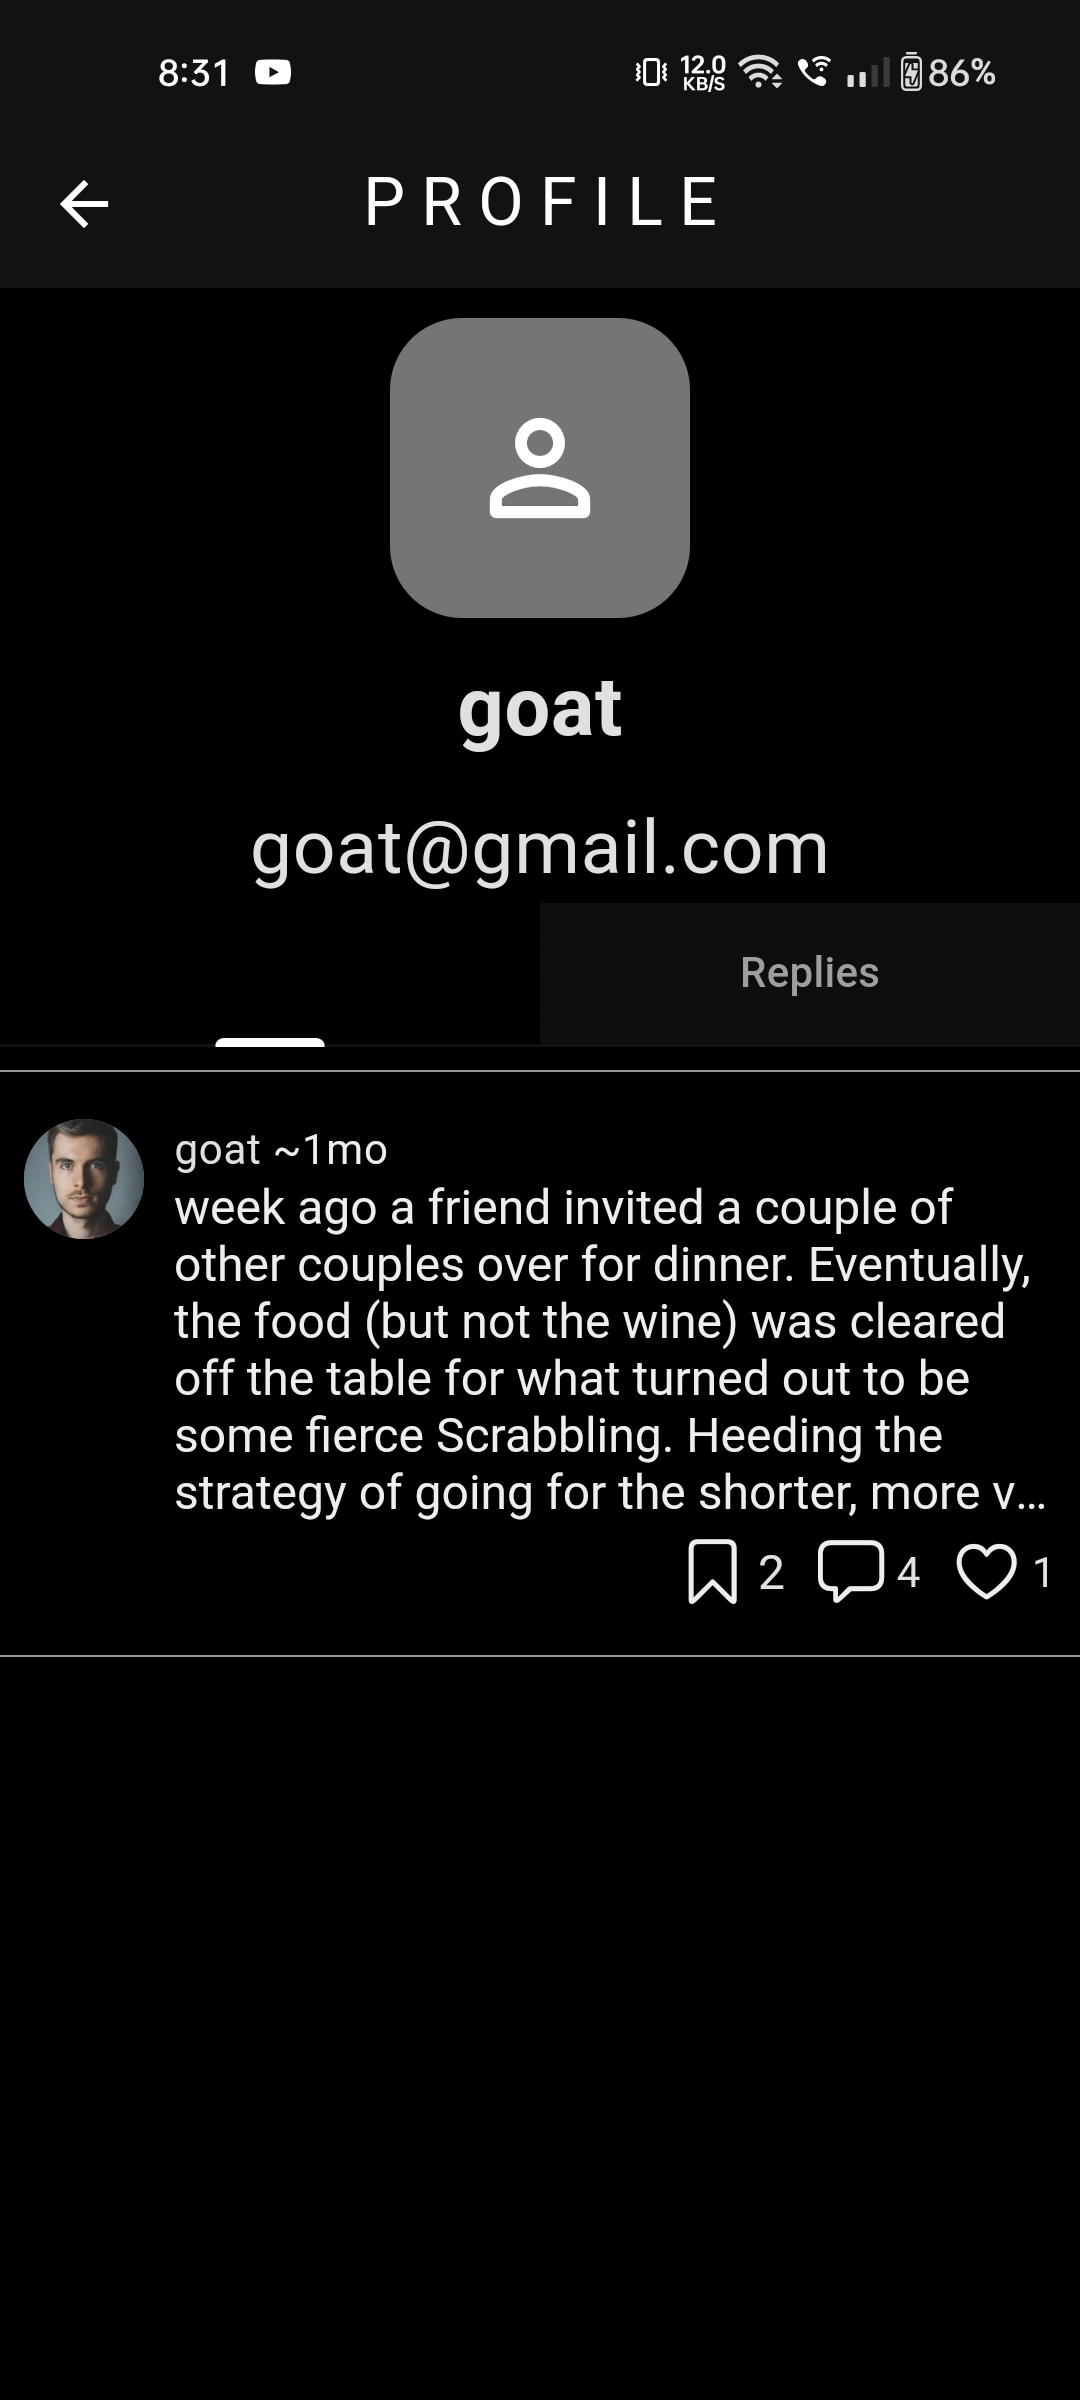 8:31
12.0
KB/S
86%
PROFILE
goat
goat@gmail.com
Replies
goat ~1mo
week ago a friend invited a couple of
other couples over for dinner. Eventually,
the food (but not the wine) was cleared
off the table for what turned out to be
some fierce Scrabbling. Heeding the
strategy of going for the shorter, more v...
2 4 1